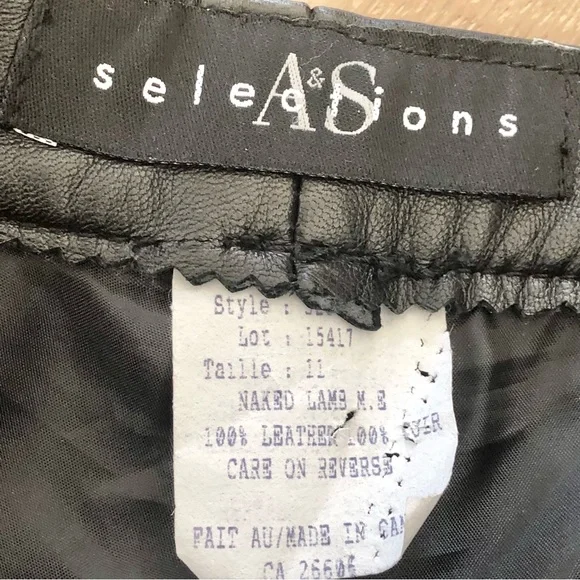 A&S
selections
Style :
Lot : 15417
Taille : 11
NAKED LAMB M.E
100% LEATHER 100%
CARE ON REVERSE
FAIT AU/MADE IN CAN
CA 26606